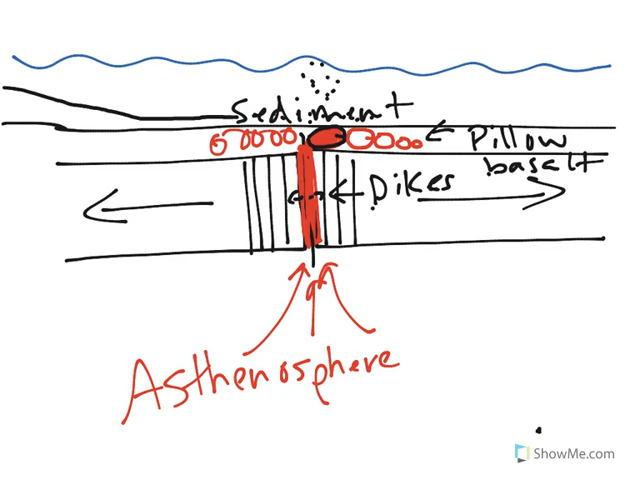 Sediment
Pillow
basalt
Dikes
Asthenosphere
ShowMe.com